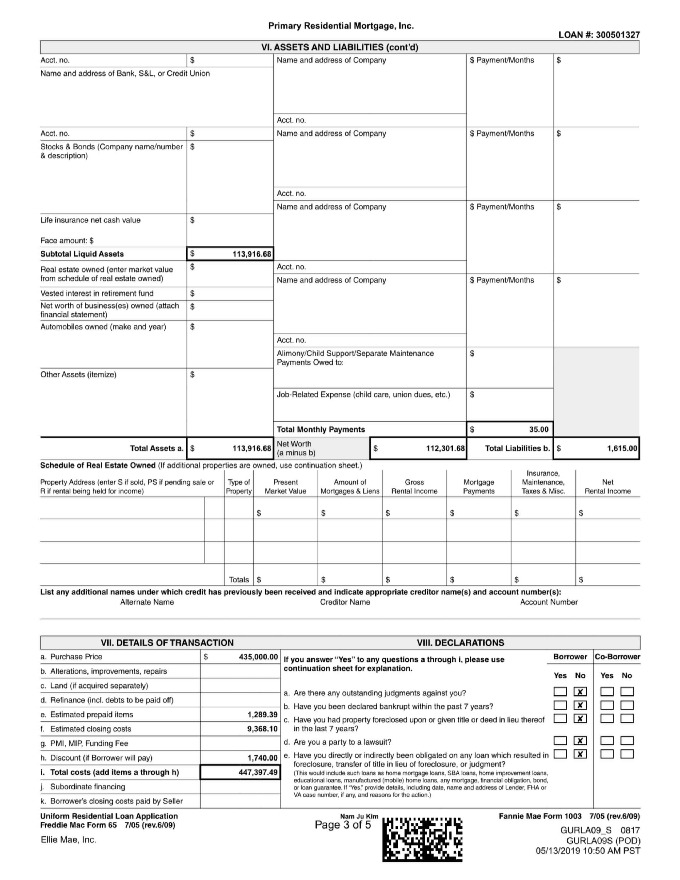 Primary Residential Mortgage, Inc.
LOAN #: 300501327
VI. ASSETS AND LIABILITIES (cont'd)
Acct. no. $
Name and address of Bank, S&L, or Credit Union
Name and address of Company $ Payment/Months $
Acct. no.
Acct. no. $
Name and address of Company $ Payment/Months $
Stocks & Bonds (Company name/number $
& description)
Acct. no.
Name and address of Company $ Payment/Months $
Life insurance net cash value $
Face amount: $
Subtotal Liquid Assets $ 113,916.68
Acct. no.
Real estate owned (enter market value $
from schedule of real estate owned)
Name and address of Company $ Payment/Months $
Vested interest in retirement fund $
Net worth of business(es) owned (attach $
financial statement)
Automobiles owned (make and year) $
Acct. no.
Alimony/Child Support/Separate Maintenance $
Payments Owed to:
Other Assets (itemize) $
Job-Related Expense (child care, union dues, etc.) $
Total Monthly Payments $ 35.00
Total Assets a. $ 113,916.68 Net Worth (a minus b) $ 112,301.68 Total Liabilities b. $ 1,615.00
Schedule of Real Estate Owned (If additional properties are owned, use continuation sheet.)
Property Address (enter S if sold, PS if pending sale or
R if rental being held for income)
Type of
Property
Present
Market Value
Amount of
Mortgages & Liens
Gross
Rental Income
Mortgage
Payments
Insurance,
Maintenance,
Taxes & Misc.
Net
Rental Income
$ $ $ $ $ $
Totals $ $ $ $ $ $
List any additional names under which credit has previously been received and indicate appropriate creditor name(s) and account number(s):
Alternate Name Creditor Name Account Number
VII. DETAILS OF TRANSACTION
a. Purchase Price $ 435,000.00
b. Alterations, improvements, repairs
c. Land (if acquired separately)
d. Refinance (incl. debts to be paid off)
e. Estimated prepaid items 1,289.39
f. Estimated closing costs 9,368.10
g. PMI, MIP, Funding Fee
h. Discount (if Borrower will pay) 1,740.00
i. Total costs (add items a through h) 447,397.49
j. Subordinate financing
k. Borrower's closing costs paid by Seller
VIII. DECLARATIONS
If you answer "Yes" to any questions a through i, please use
continuation sheet for explanation.
Borrower Co-Borrower
Yes No Yes No
a. Are there any outstanding judgments against you? X
b. Have you been declared bankrupt within the past 7 years? X
c. Have you had property foreclosed upon or given title or deed in lieu thereof X
in the last 7 years?
d. Are you a party to a lawsuit? X
e. Have you directly or indirectly been obligated on any loan which resulted in X
foreclosure, transfer of title in lieu of foreclosure, or judgment?
(This would include such loans as home mortgage loans, SBA loans, home improvement loans,
educational loans, manufactured (mobile) home loans, any mortgage, financial obligation, bond,
or loan guarantee. If "Yes," provide details, including date, name and address of Lender, FHA or
VA case number, if any, and reasons for the action.)
Uniform Residential Loan Application
Freddie Mac Form 65 7/05 (rev.6/09)
Ellie Mae, Inc.
Nam Ju Kim
Page 3 of 5
Fannie Mae Form 1003 7/05 (rev.6/09)
GURLA09_S 0817
GURLA09S (POD)
05/13/2019 10:50 AM PST